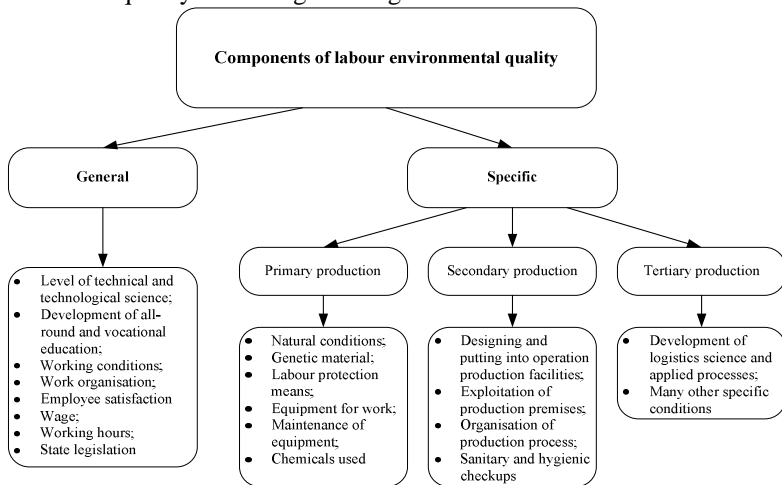 Components of labour environmental quality
General
Specific
Primary production
Secondary production
Tertiary production
• Level of technical and
technological science;
• Development of all-
round and vocational
education;
• Working conditions;
• Work organisation;
• Employee satisfaction
• Wage;
• Working hours;
• State legislation
• Natural conditions;
• Genetic material;
• Labour protection
means;
• Equipment for work;
• Maintenance of
equipment;
• Chemicals used
• Designing and
putting into operation
production facilities;
• Exploitation of
production premises;
• Organisation of
production process;
• Sanitary and hygienic
checkups
• Development of
logistics science and
applied processes;
• Many other specific
conditions